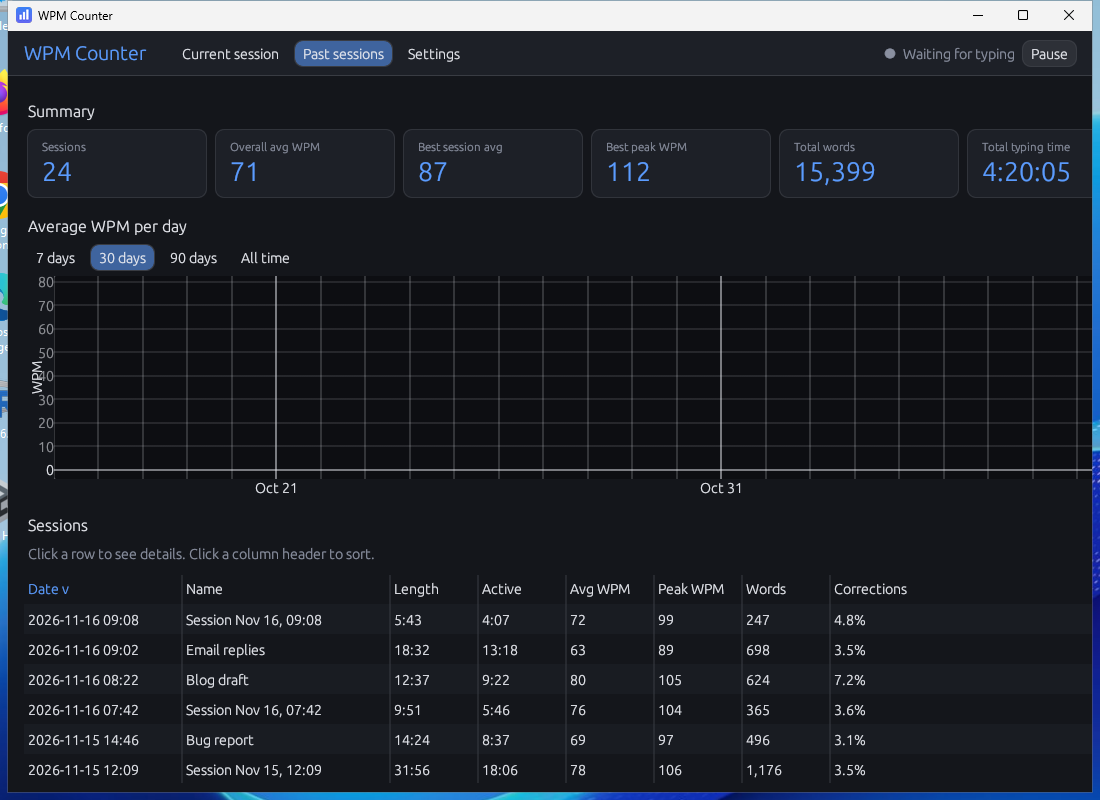 WPM Counter
WPM Counter Current session Past sessions Settings Waiting for typing Pause
Summary
Sessions
24
Overall avg WPM
71
Best session avg
87
Best peak WPM
112
Total words
15,399
Total typing time
4:20:05
Average WPM per day
7 days 30 days 90 days All time
80
70
60
50
40
30
20
10
0
WPM
Oct 21 Oct 31
Sessions
Click a row to see details. Click a column header to sort.
Date v Name Length Active Avg WPM Peak WPM Words Corrections
2026-11-16 09:08 Session Nov 16, 09:08 5:43 4:07 72 99 247 4.8%
2026-11-16 09:02 Email replies 18:32 13:18 63 89 698 3.5%
2026-11-16 08:22 Blog draft 12:37 9:22 80 105 624 7.2%
2026-11-16 07:42 Session Nov 16, 07:42 9:51 5:46 76 104 365 3.6%
2026-11-15 14:46 Bug report 14:24 8:37 69 97 496 3.1%
2026-11-15 12:09 Session Nov 15, 12:09 31:56 18:06 78 106 1,176 3.5%